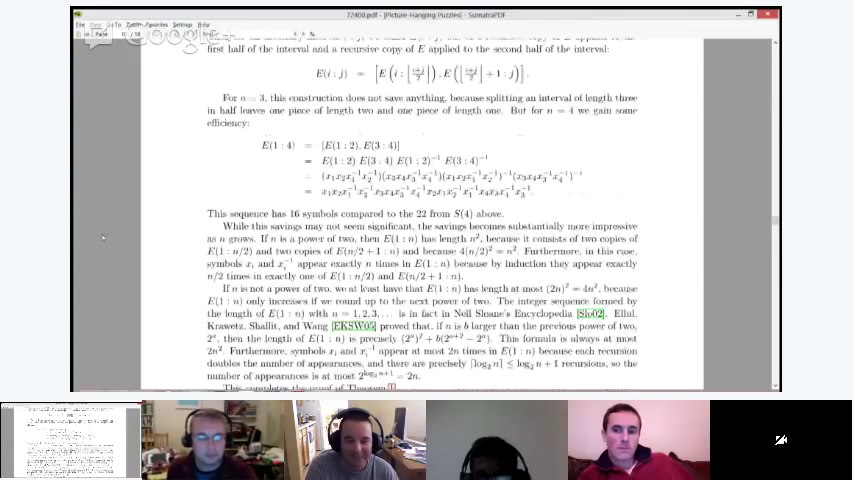 72400.pdf - [Picture-Hanging Puzzles] - SumatraPDF
File View Go To Zoom Favorites Settings Help
Page
first half of the interval and a recursive copy of E applied to the second half of the interval:
E(i : j) = [E(i : ⌊(i+j)/2⌋), E(⌊(i+j)/2⌋ + 1 : j)].
For n = 3, this construction does not save anything, because splitting an interval of length three
in half leaves one piece of length two and one piece of length one. But for n = 4 we gain some
efficiency:
E(1 : 4) = [E(1 : 2), E(3 : 4)]
= E(1 : 2) E(3 : 4) E(1 : 2)⁻¹ E(3 : 4)⁻¹
= (x₁x₂x₁⁻¹x₂⁻¹)(x₃x₄x₃⁻¹x₄⁻¹)(x₁x₂x₁⁻¹x₂⁻¹)⁻¹(x₃x₄x₃⁻¹x₄⁻¹)⁻¹
= x₁x₂x₁⁻¹x₂⁻¹x₃x₄x₃⁻¹x₄⁻¹x₂x₁x₂⁻¹x₁⁻¹x₄x₃x₄⁻¹x₃⁻¹.
This sequence has 16 symbols compared to the 22 from S(4) above.
While this savings may not seem significant, the savings becomes substantially more impressive
as n grows. If n is a power of two, then E(1 : n) has length n², because it consists of two copies of
E(1 : n/2) and two copies of E(n/2 + 1 : n) and because 4(n/2)² = n². Furthermore, in this case,
symbols xᵢ and xᵢ⁻¹ appear exactly n times in E(1 : n) because by induction they appear exactly
n/2 times in exactly one of E(1 : n/2) and E(n/2 + 1 : n).
If n is not a power of two, we at least have that E(1 : n) has length at most (2n)² = 4n², because
E(1 : n) only increases if we round up to the next power of two. The integer sequence formed by
the length of E(1 : n) with n = 1, 2, 3, . . . is in fact in Neil Sloane's Encyclopedia [Slo02]. Ellul,
Krawetz, Shallit, and Wang [EKSW05] proved that, if n is b larger than the previous power of two,
2ᵃ, then the length of E(1 : n) is precisely (2ᵃ)² + b(2ᵃ⁺² − 2ᵃ). This formula is always at most
2n². Furthermore, symbols xᵢ and xᵢ⁻¹ appear at most 2n times in E(1 : n) because each recursion
doubles the number of appearances, and there are precisely ⌈log₂ n⌉ ≤ log₂ n + 1 recursions, so the
number of appearances is at most 2^(log₂ n+1) = 2n.
This completes the proof of Theorem 1